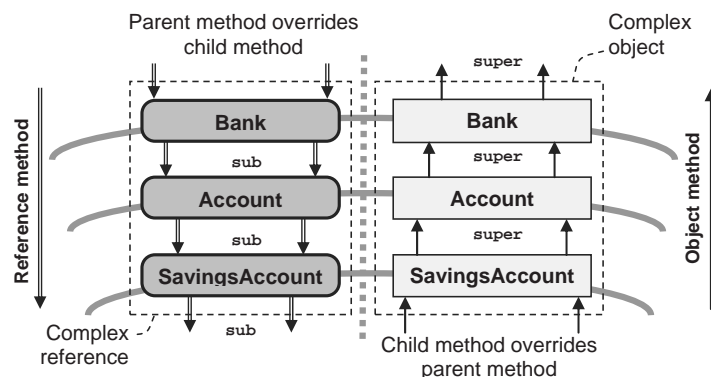 Parent method overrides
child method
Complex
object
super
Bank
Bank
sub
super
Account
Account
sub
super
SavingsAccount
SavingsAccount
sub
Complex
reference
Child method overrides
parent method
Reference method
Object method